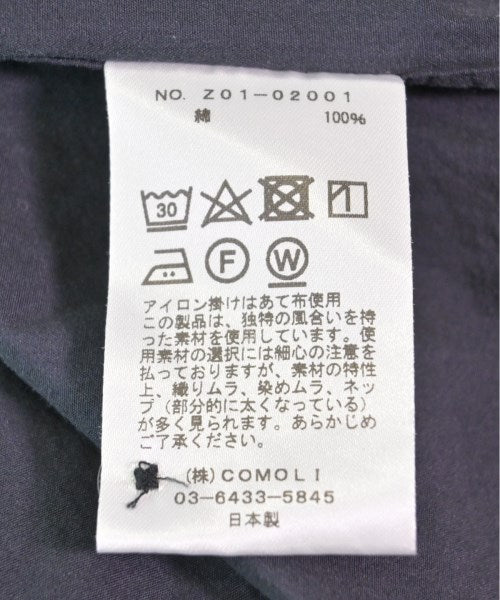 NO. Z01-02001
綿 100%
30
F W
アイロン掛けはあて布使用
この製品は、独特の風合いを持
った素材を使用しています。使
用素材の選択には細心の注意を
払っておりますが、素材の特性
上、織りムラ、染めムラ、ネッ
プ（部分的に太くなっている）
が多く見られます。あらかじめ
ご了承ください。
(株) COMOLI
03-6433-5845
日本製